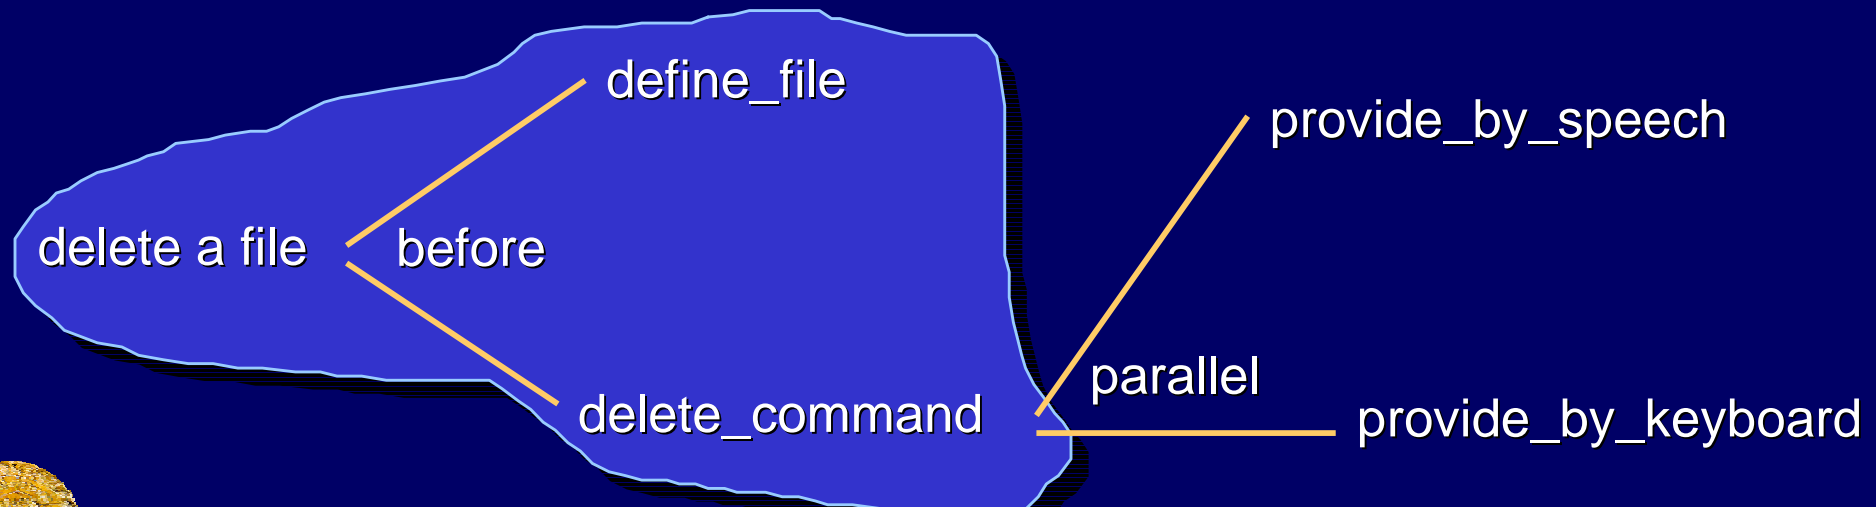 define_file
provide_by_speech
delete a file
before
parallel
delete_command
provide_by_keyboard